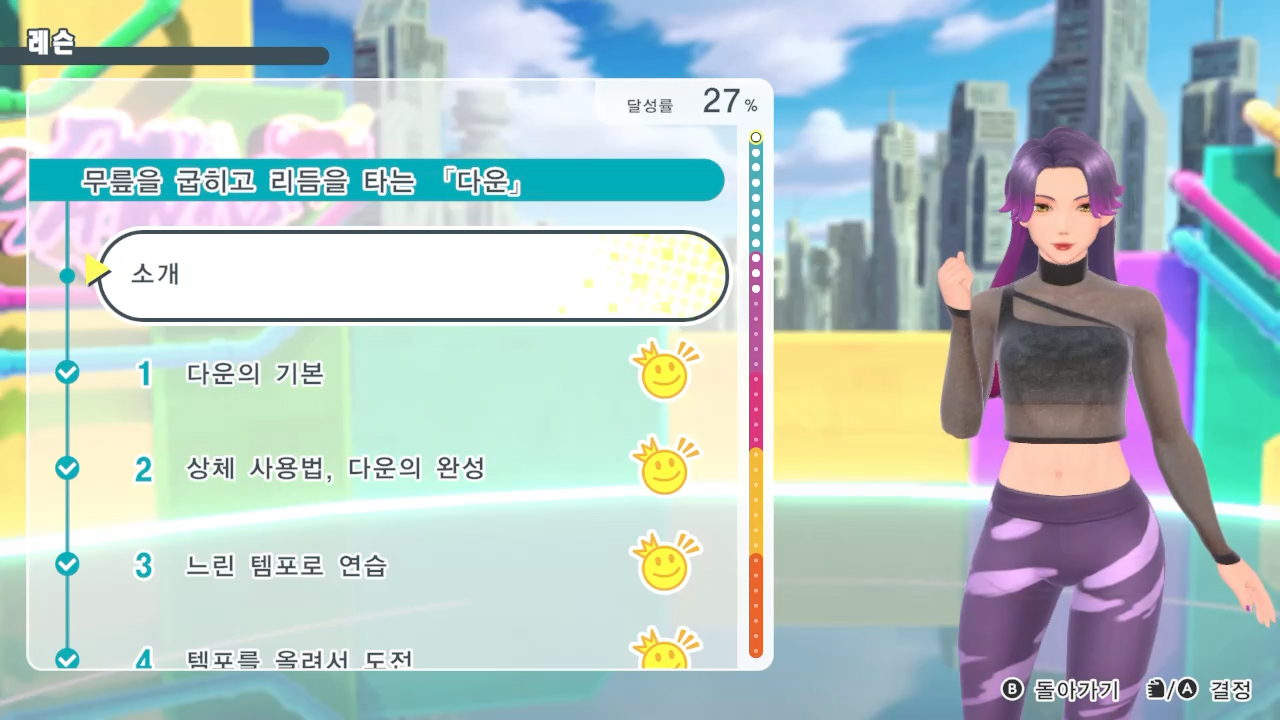 레슨
달성률 27 %
무릎을 굽히고 리듬을 타는 「다운」
소개
1 다운의 기본
2 상체 사용법, 다운의 완성
3 느린 템포로 연습
4 템포를 올려서 도전
B 돌아가기 /A 결정